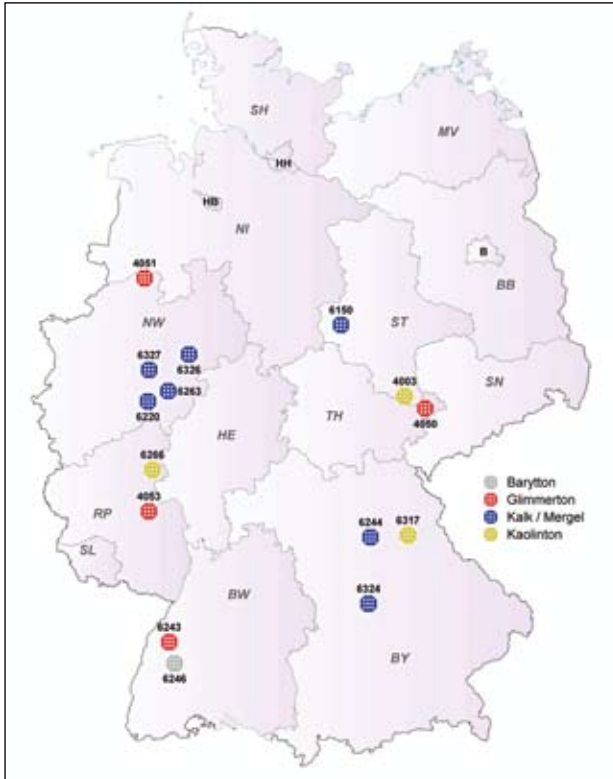 SH
MV
HH
HB
NI
B
BB
4051
NW
6150
ST
6327
6326
6263
6220
4003
SN
4050
TH
HE
6266
4053
RP
SL
Barytton
Glimmerton
Kalk / Mergel
Kaolinton
6244
6317
6324
BW
6243
6246
BY